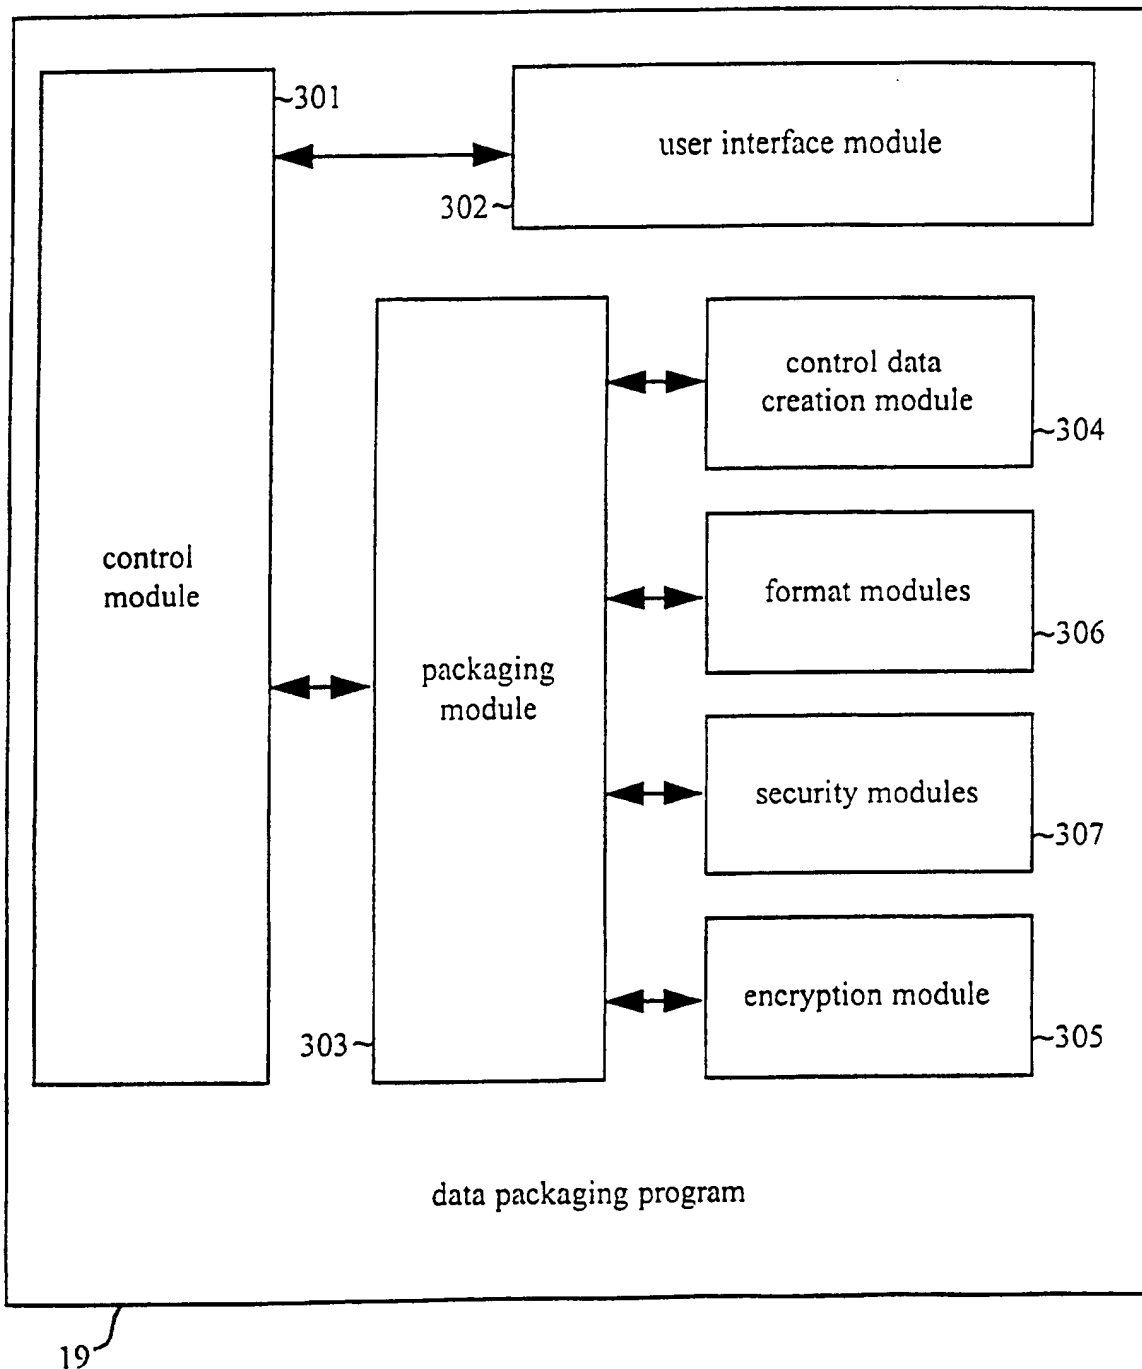 301
user interface module
302
control data
creation module
304
control
module
format modules
306
packaging
module
security modules
307
encryption module
303
305
data packaging program
19